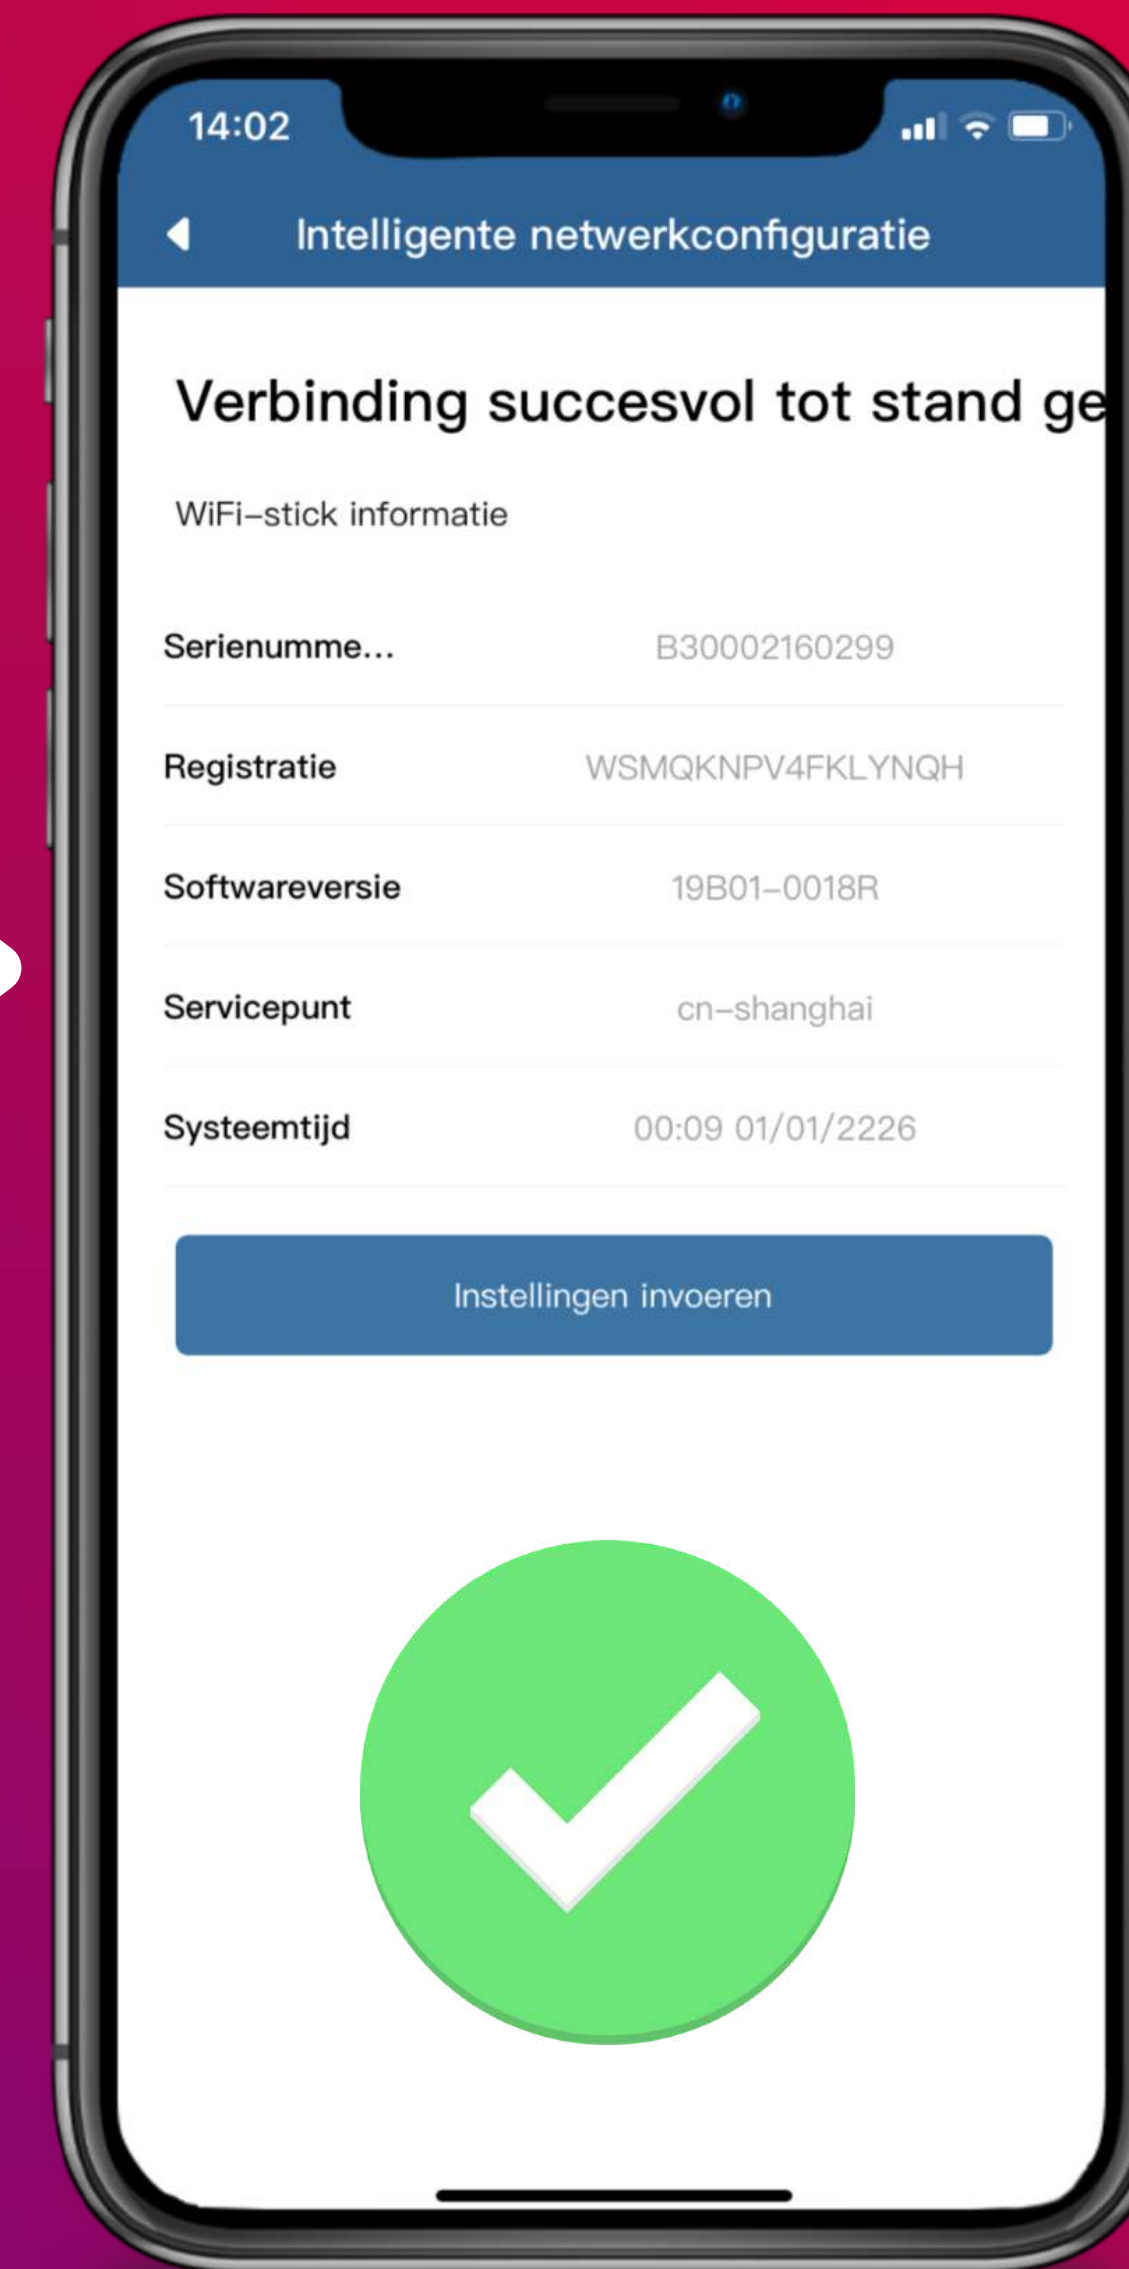 14:02
Intelligente netwerkconfiguratie
Verbinding succesvol tot stand ge
WiFi-stick informatie
Serienumme... B30002160299
Registratie WSMQKNPV4FKLYNQH
Softwareversie 19B01-0018R
Servicepunt cn-shanghai
Systeemtijd 00:09 01/01/2226
Instellingen invoeren